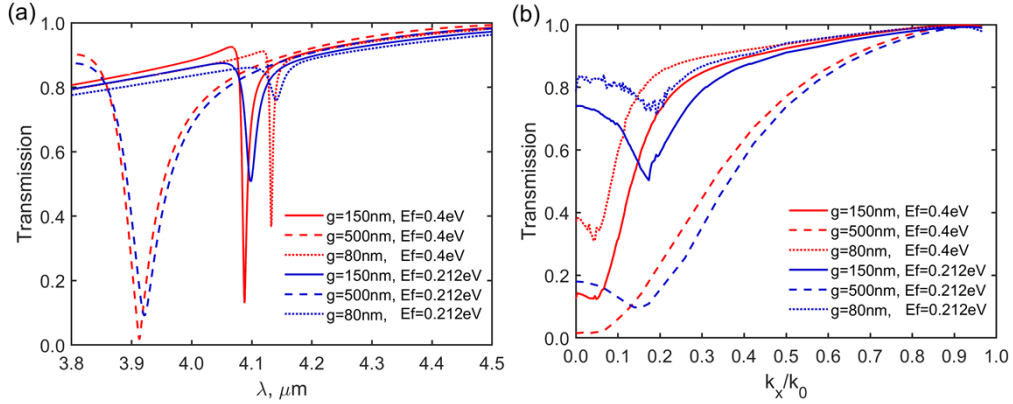 (a)
Transmission
1.0
0.8
0.6
0.4
0.2
0.0
g=150nm, Ef=0.4eV
g=500nm, Ef=0.4eV
g=80nm, Ef=0.4eV
g=150nm, Ef=0.212eV
g=500nm, Ef=0.212eV
g=80nm, Ef=0.212eV
3.8 3.9 4.0 4.1 4.2 4.3 4.4 4.5
λ, μm
(b)
Transmission
1.0
0.8
0.6
0.4
0.2
0.0
g=150nm, Ef=0.4eV
g=500nm, Ef=0.4eV
g=80nm, Ef=0.4eV
g=150nm, Ef=0.212eV
g=500nm, Ef=0.212eV
g=80nm, Ef=0.212eV
0.0 0.1 0.2 0.3 0.4 0.5 0.6 0.7 0.8 0.9 1.0
kx/k0